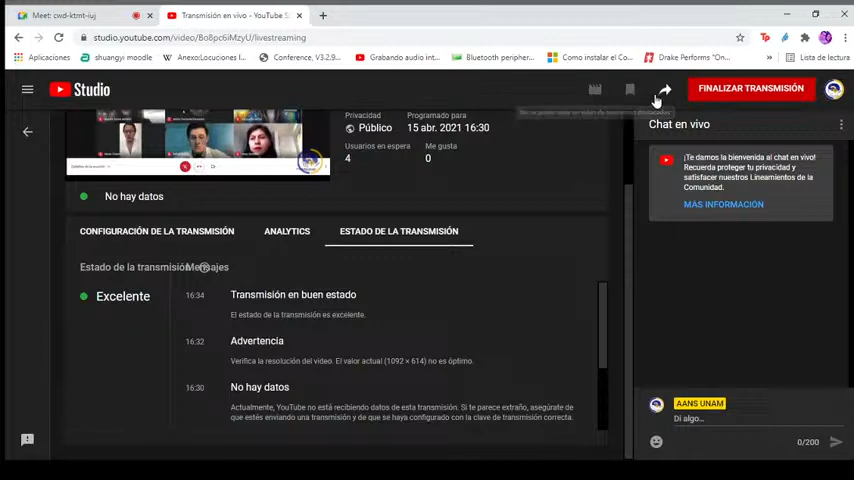 Meet: cwd-ktmt-iuj
Transmisión en vivo - YouTube S
studio.youtube.com/video/Bo8pc6iMzyU/livestreaming
Aplicaciones
shuangyi moodle
Anexo:Locuciones l...
Conference, V3.2.9...
Grabando audio int...
Bluetooth peripher...
Como instalar el Co...
Drake Performs "On...
Lista de lectura
Studio
FINALIZAR TRANSMISIÓN
Privacidad
Público
Programado para
15 abr. 2021 16:30
Usuarios en espera
4
Me gusta
0
No hay datos
CONFIGURACIÓN DE LA TRANSMISIÓN
ANALYTICS
ESTADO DE LA TRANSMISIÓN
Estado de la transmisión
Mensajes
Excelente
16:34
Transmisión en buen estado
El estado de la transmisión es excelente.
16:32
Advertencia
Verifica la resolución del video. El valor actual (1092 × 614) no es óptimo.
16:30
No hay datos
Actualmente, YouTube no está recibiendo datos de esta transmisión. Si te parece extraño, asegúrate de
que estés enviando una transmisión y de que se haya configurado con la clave de transmisión correcta.
Chat en vivo
¡Te damos la bienvenida al chat en vivo!
Recuerda proteger tu privacidad y
satisfacer nuestros Lineamientos de la
Comunidad.
MÁS INFORMACIÓN
AANS UNAM
Di algo...
0/200